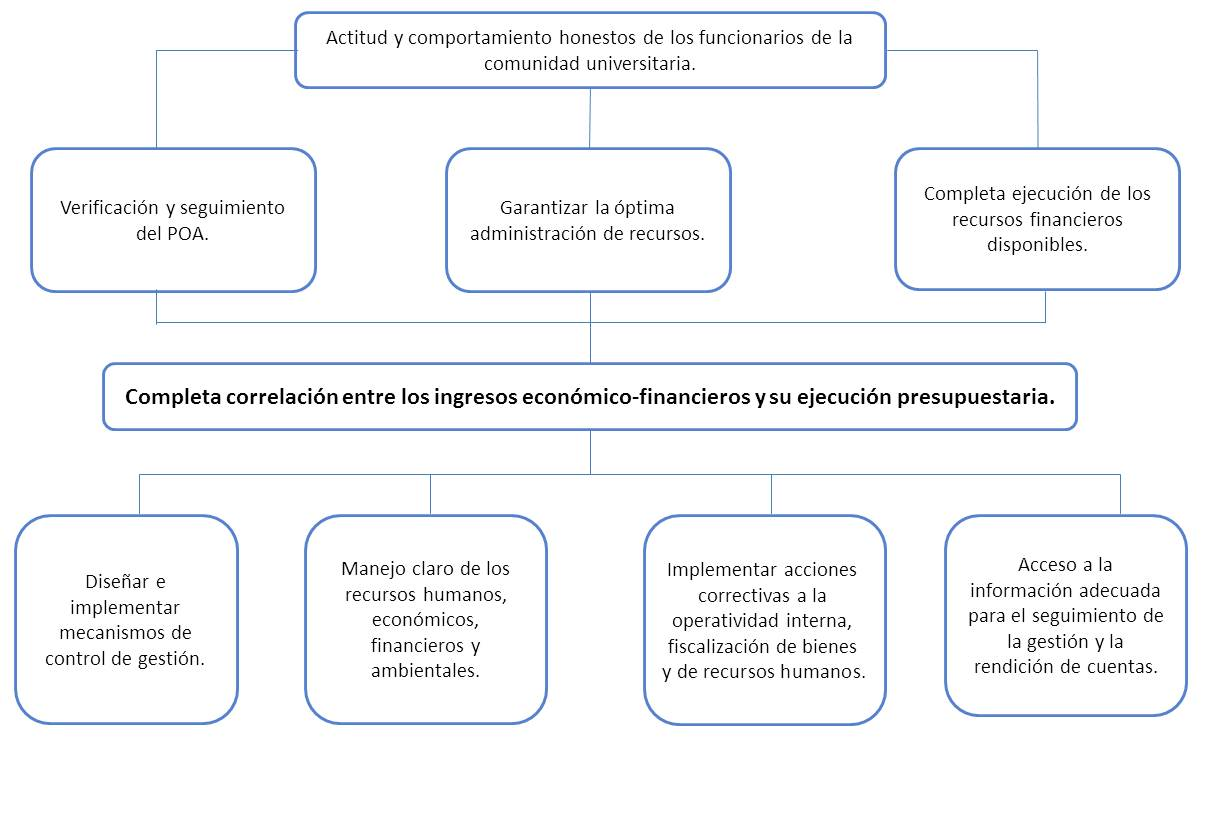 Actitud y comportamiento honestos de los funcionarios de la
comunidad universitaria.
Verificación y seguimiento
del POA.
Garantizar la óptima
administración de recursos.
Completa ejecución de los
recursos financieros
disponibles.
Completa correlación entre los ingresos económico-financieros y su ejecución presupuestaria.
Diseñar e
implementar
mecanismos de
control de gestión.
Manejo claro de los
recursos humanos,
económicos,
financieros y
ambientales.
Implementar acciones
correctivas a la
operatividad interna,
fiscalización de bienes
y de recursos humanos.
Acceso a la
información adecuada
para el seguimiento de
la gestión y la
rendición de cuentas.